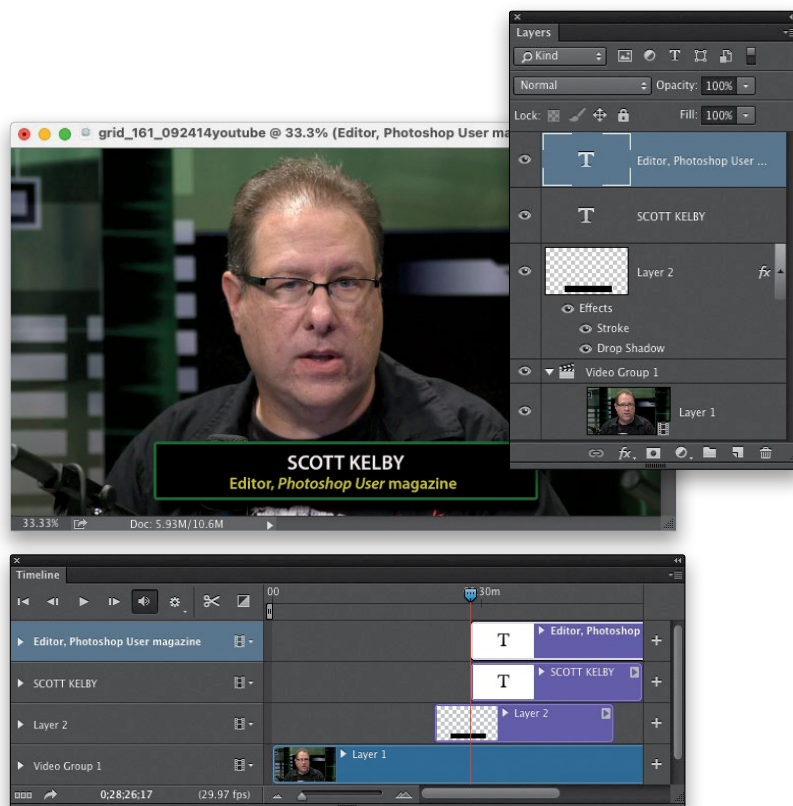 Layers
Kind
T
Normal
Opacity: 100%
Lock:
Fill: 100%
T
Editor, Photoshop User ...
T
SCOTT KELBY
Layer 2
fx
Effects
Stroke
Drop Shadow
Video Group 1
Layer 1
fx.
grid_161_092414youtube @ 33.3% (Editor, Photoshop User ma
SCOTT KELBY
Editor, Photoshop User magazine
33.33%
Doc: 5.93M/10.6M
Timeline
00
:30m
Editor, Photoshop User magazine
T
Editor, Photoshop
SCOTT KELBY
T
SCOTT KELBY
Layer 2
Layer 2
Video Group 1
Layer 1
0;28;26;17
(29.97 fps)